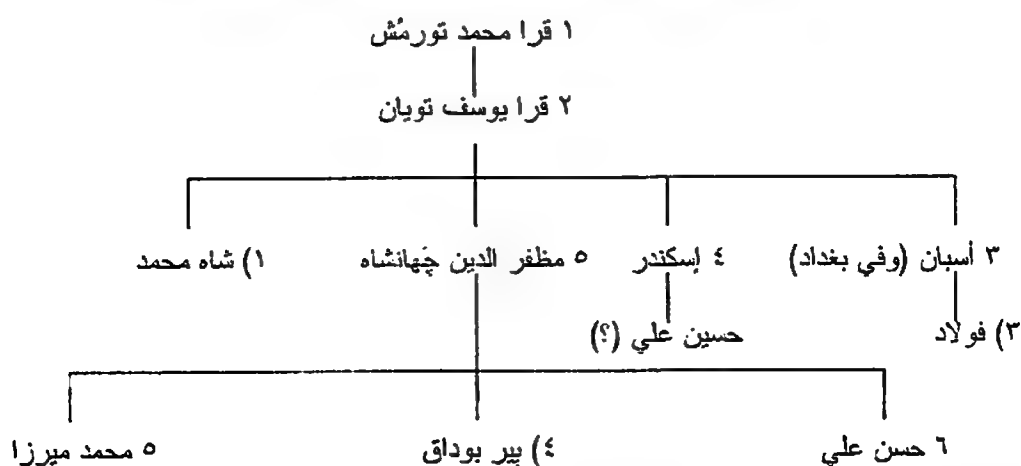 ١ قرا محمد تورمُش
٢ قرا يوسف تويان
٣ أسبان (وفي بغداد) ٤ إسكندر ٥ مظفر الدين چَهانشاه ١) شاه محمد
٣) فولاد حسين علي (؟)
٦ حسن علي ٤) پير بوداق ٥ محمد ميرزا